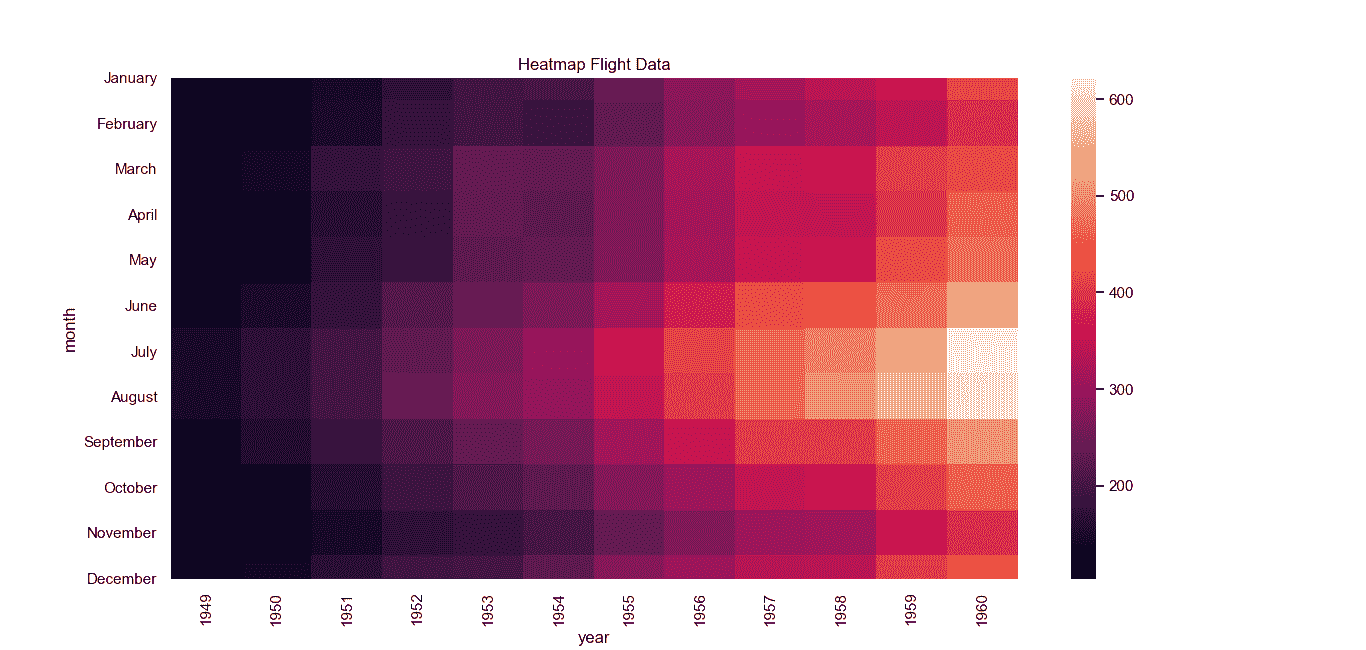 Heatmap Flight Data
January
February
March
April
May
June
July
August
September
October
November
December
month
1949
1950
1951
1952
1953
1954
1955
1956
1957
1958
1959
1960
year
600
500
400
300
200